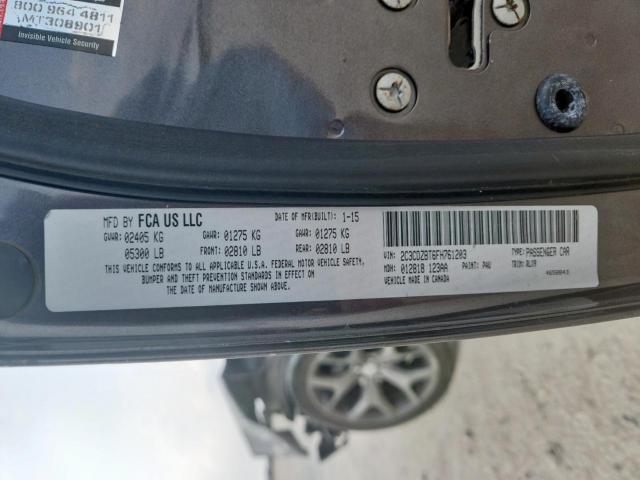 800 964 4811
MT308901
Invisible Vehicle Security
MFD BY FCA US LLC DATE OF MFR(BUILT): 1-15
GVWR: 02405 KG GAWR: 01275 KG GAWR: 01275 KG
05300 LB FRONT: 02810 LB REAR: 02810 LB
THIS VEHICLE CONFORMS TO ALL APPLICABLE U.S.A. FEDERAL MOTOR VEHICLE SAFETY,
BUMPER AND THEFT PREVENTION STANDARDS IN EFFECT ON
THE DATE OF MANUFACTURE SHOWN ABOVE.
VIN: 2C3CDZBT6FH761203 TYPE: PASSENGER CAR
MDH: 012818 123AA PAINT: PAU TRIM: RLX9
VEHICLE MADE IN CANADA